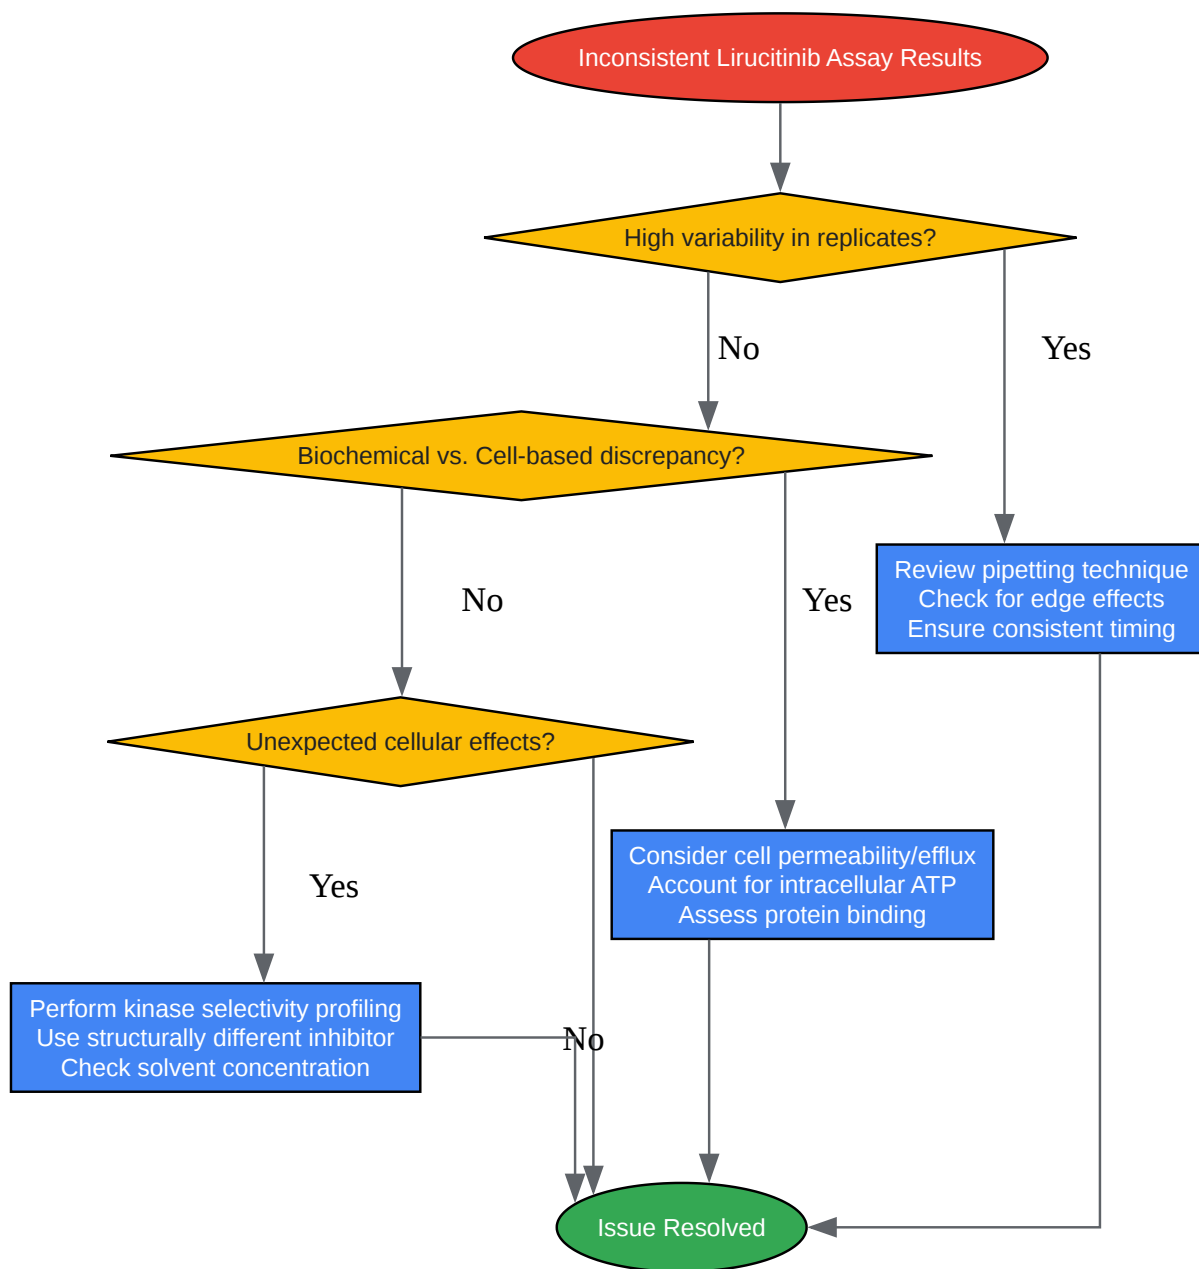 Inconsistent Lirucitinib Assay Results
High variability in replicates?
No
Yes
Biochemical vs. Cell-based discrepancy?
Review pipetting technique
Check for edge effects
Ensure consistent timing
No
Yes
Unexpected cellular effects?
Consider cell permeability/efflux
Account for intracellular ATP
Assess protein binding
Yes
Perform kinase selectivity profiling
Use structurally different inhibitor
Check solvent concentration
No
Issue Resolved